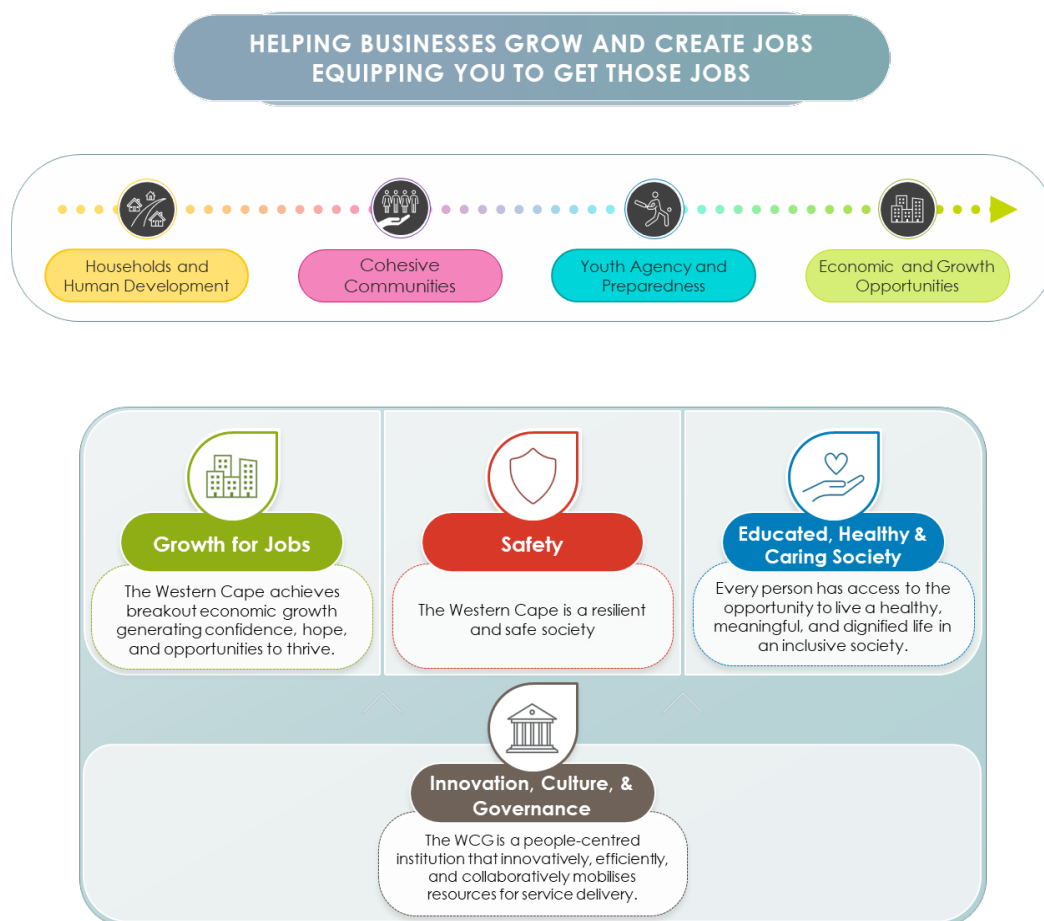 HELPING BUSINESSES GROW AND CREATE JOBS
EQUIPPING YOU TO GET THOSE JOBS
Households and
Human Development
Cohesive
Communities
Youth Agency and
Preparedness
Economic and Growth
Opportunities
Growth for Jobs
The Western Cape achieves
breakout economic growth
generating confidence, hope,
and opportunities to thrive.
Safety
The Western Cape is a resilient
and safe society
Educated, Healthy &
Caring Society
Every person has access to the
opportunity to live a healthy,
meaningful, and dignified life in
an inclusive society.
Innovation, Culture, &
Governance
The WCG is a people-centred
institution that innovatively, efficiently,
and collaboratively mobilises
resources for service delivery.